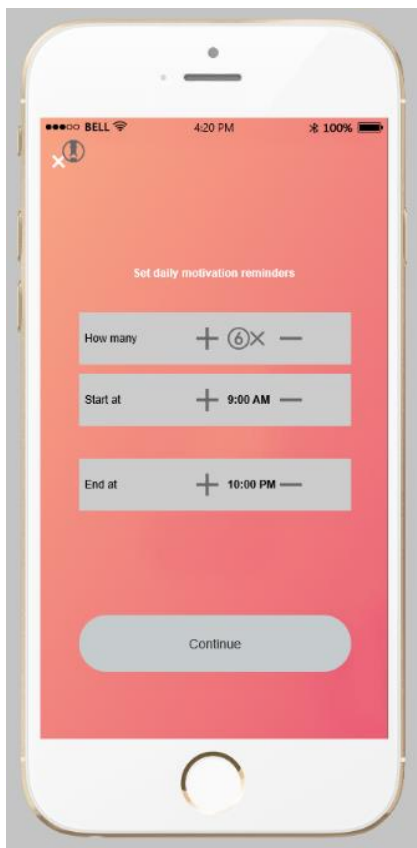 BELL 4:20 PM 100%
Set daily motivation reminders
How many + 6× −
Start at + 9:00 AM −
End at + 10:00 PM −
Continue